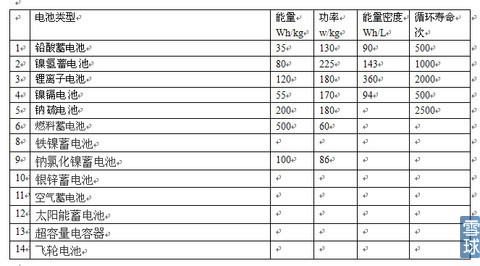 电池类型 能量 Wh/kg 功率 w/kg 能量密度 Wh/L 循环寿命 次
1 铅酸蓄电池 35 130 90 500
2 镍氢蓄电池 80 225 143 1000
3 锂离子电池 120 180 360 2000
4 镍镉蓄电池 55 170 94 500
5 钠硫电池 200 180 2500
6 燃料蓄电池 500 60
8 铁镍蓄电池
9 钠氯化镍蓄电池 100 86
10 银锌蓄电池
11 空气蓄电池
12 太阳能蓄电池
13 超容量电容器
14 飞轮电池
雪球